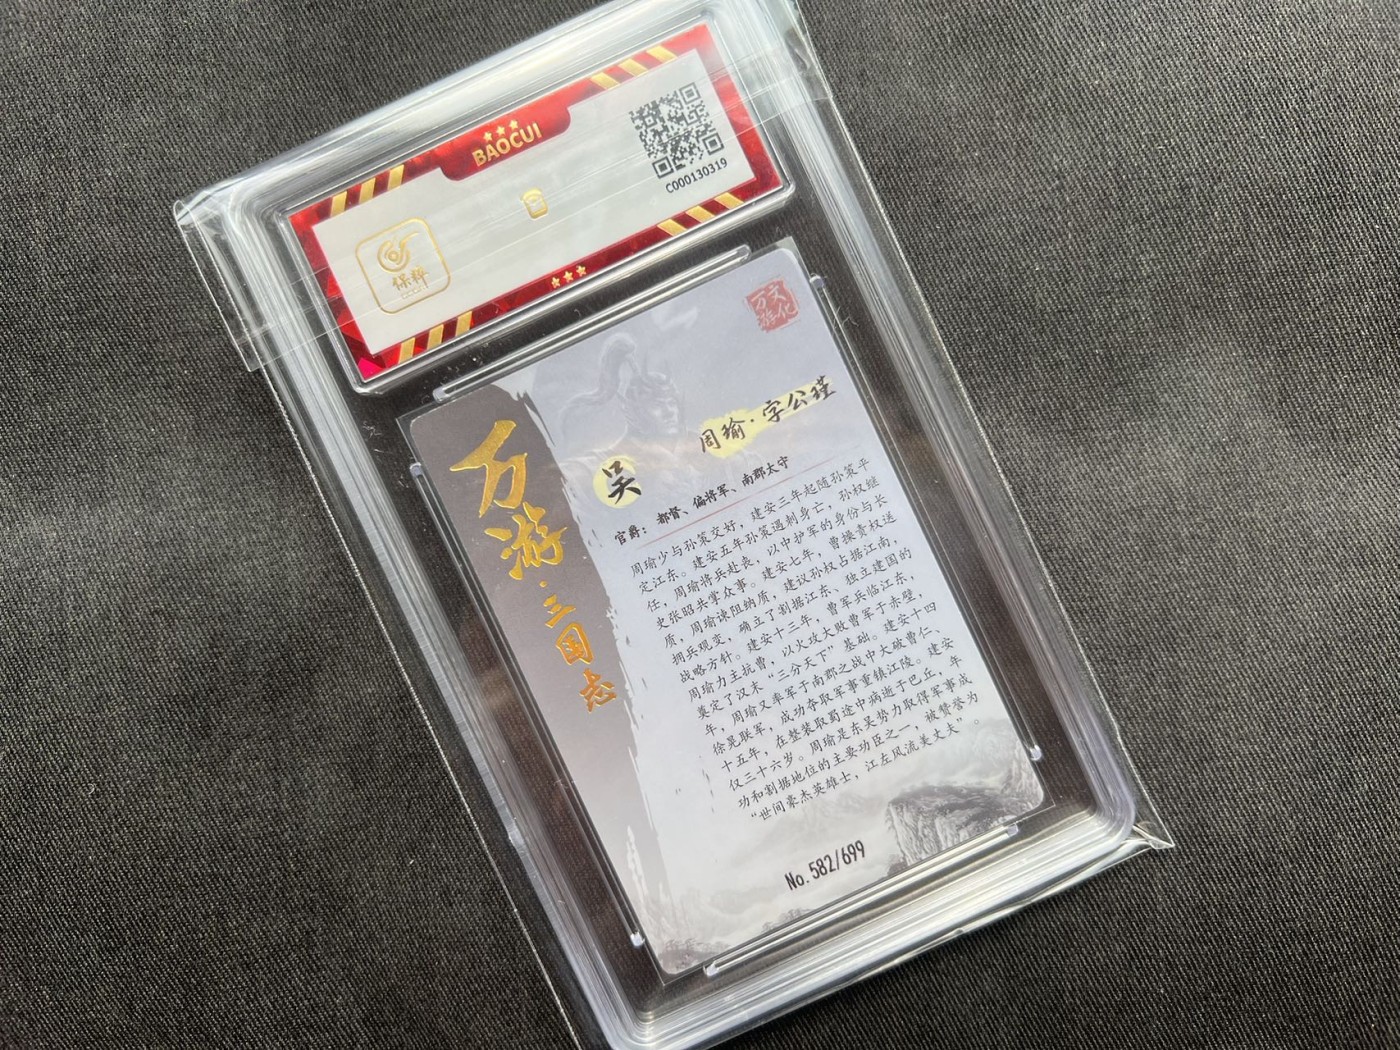 BAOCUI
C000130319
保粹
万游
文化
万游·三国志
周瑜·字公瑾
吴
官爵：都督、偏将军、南郡太守
周瑜少与孙策交好，建安三年起随孙策平
定江东。建安五年孙策遇刺身亡，孙权继
任，周瑜将兵赴丧，以中护军的身份与长
史张昭共掌众事。建安七年，曹操责权送
质，周瑜谏阻纳质，建议孙权占据江南，
拥兵观变，确立了割据江东、独立建国的
战略方针。建安十三年，曹军兵临江东，
周瑜力主抗曹，以火攻大败曹军于赤壁，
奠定了汉末“三分天下”基础。建安十四
年，周瑜又率军于南郡之战中大破曹仁、
徐晃联军，成功夺取军事重镇江陵。建安
十五年，在整装取蜀途中病逝于巴丘，年
仅三十六岁。周瑜是东吴势力取得军事成
功和割据地位的主要功臣之一，被赞誉为
“世间豪杰英雄士，江左风流美丈夫”。
No.582/699